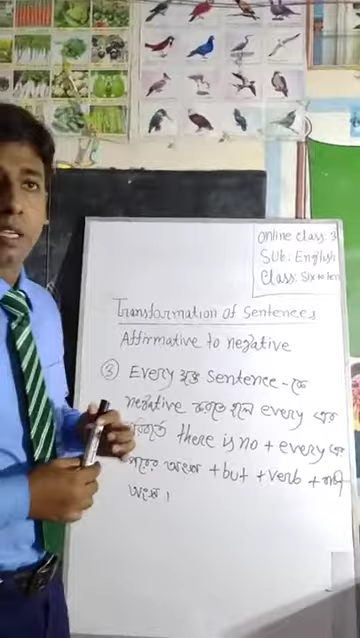 Online class: 3
Sub: English
Class: Six to ten
Transformation of Sentences
Affirmative to negative
③ Every যুক্ত Sentence-কে
negative করতে হলে every এর
পরিবর্তে there is no + every এর
পরের অংশ + but + verb + বাকি
অংশ।